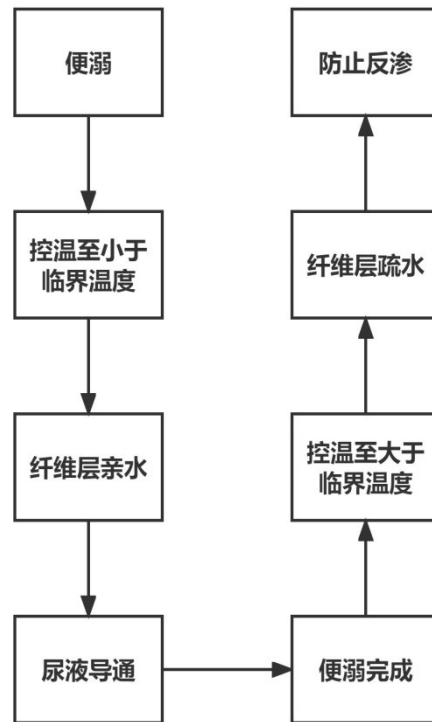 便溺
控温至小于
临界温度
纤维层亲水
尿液导通
便溺完成
控温至大于
临界温度
纤维层疏水
防止反渗